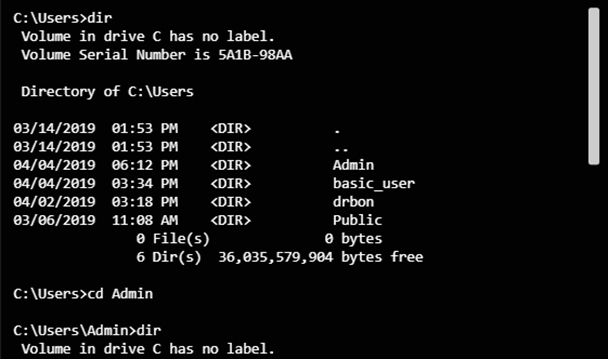 C:\Users>dir
Volume in drive C has no label.
Volume Serial Number is 5A1B-98AA
Directory of C:\Users
03/14/2019  01:53 PM    <DIR>          .
03/14/2019  01:53 PM    <DIR>          ..
04/04/2019  06:12 PM    <DIR>          Admin
04/04/2019  03:34 PM    <DIR>          basic_user
04/02/2019  03:18 PM    <DIR>          drbon
03/06/2019  11:08 AM    <DIR>          Public
0 File(s)              0 bytes
6 Dir(s)  36,035,579,904 bytes free
C:\Users>cd Admin
C:\Users\Admin>dir
Volume in drive C has no label.